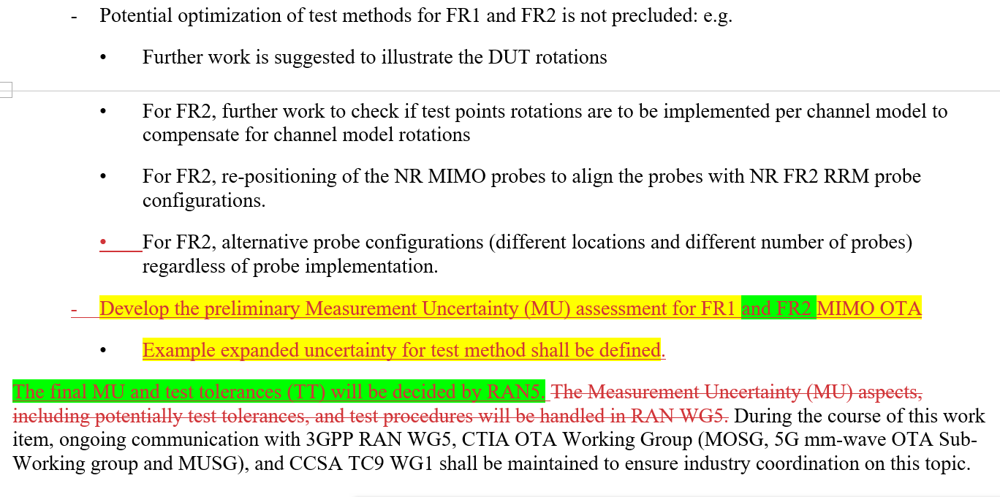 - Potential optimization of test methods for FR1 and FR2 is not precluded: e.g.
• Further work is suggested to illustrate the DUT rotations
• For FR2, further work to check if test points rotations are to be implemented per channel model to
compensate for channel model rotations
• For FR2, re-positioning of the NR MIMO probes to align the probes with NR FR2 RRM probe
configurations.
• For FR2, alternative probe configurations (different locations and different number of probes)
regardless of probe implementation.
- Develop the preliminary Measurement Uncertainty (MU) assessment for FR1 and FR2 MIMO OTA
• Example expanded uncertainty for test method shall be defined.
The final MU and test tolerances (TT) will be decided by RAN5. The Measurement Uncertainty (MU) aspects,
including potentially test tolerances, and test procedures will be handled in RAN WG5. During the course of this work
item, ongoing communication with 3GPP RAN WG5, CTIA OTA Working Group (MOSG, 5G mm-wave OTA Sub-
Working group and MUSG), and CCSA TC9 WG1 shall be maintained to ensure industry coordination on this topic.